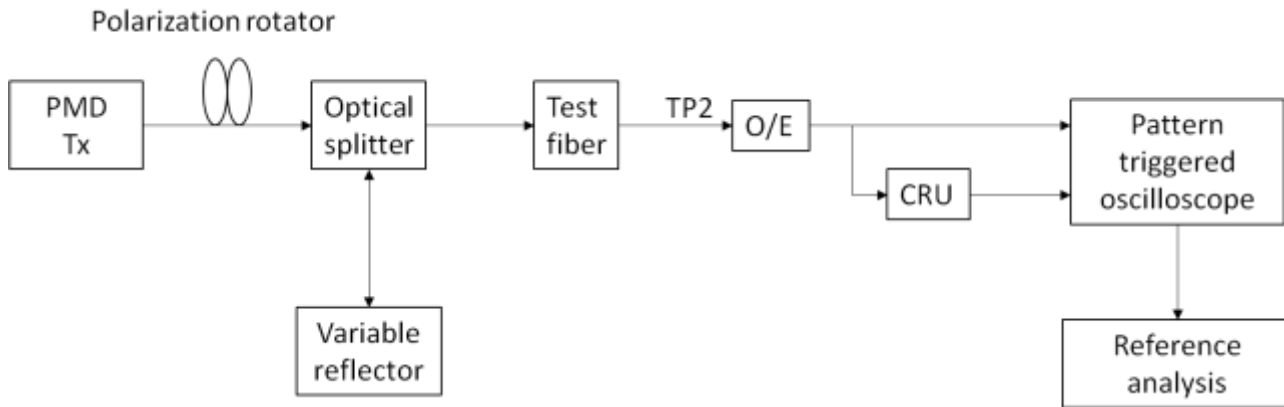 Polarization rotator
PMD
Tx
Optical
splitter
Test
fiber
TP2
O/E
CRU
Pattern
triggered
oscilloscope
Variable
reflector
Reference
analysis